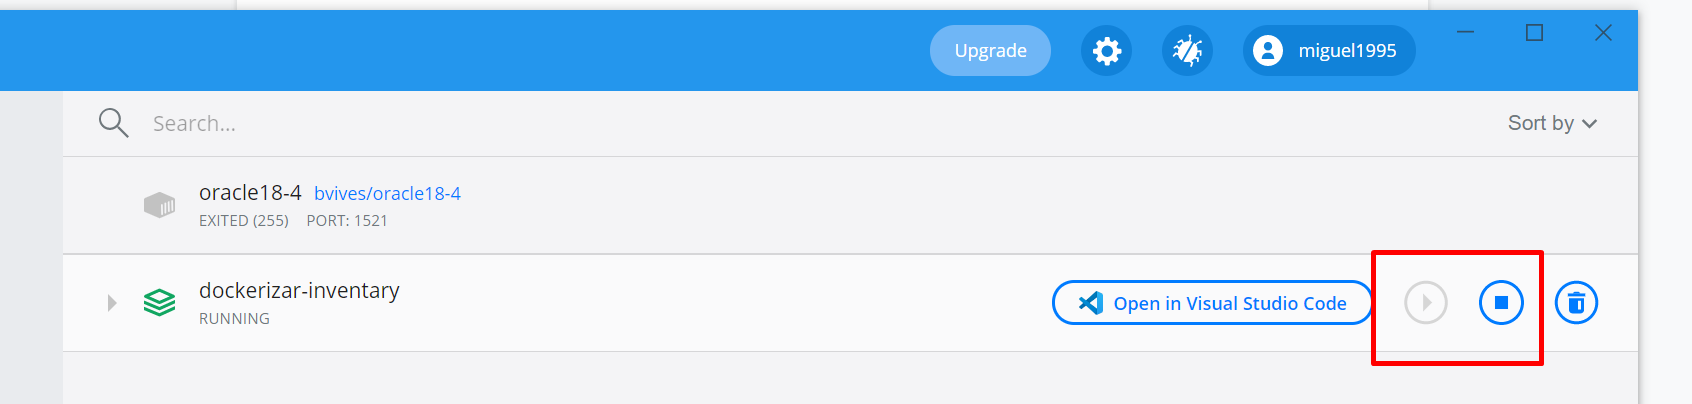 Upgrade
miguel1995
Search...
Sort by
oracle18-4 bvives/oracle18-4
EXITED (255) PORT: 1521
dockerizar-inventary
RUNNING
Open in Visual Studio Code